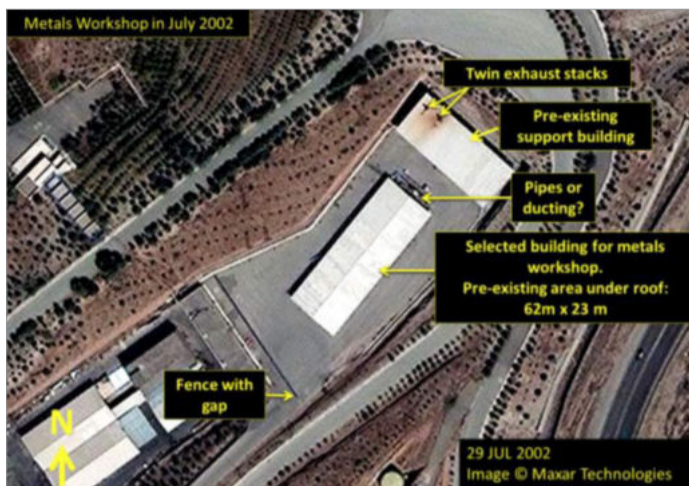 Metals Workshop in July 2002
Twin exhaust stacks
Pre-existing
support building
Pipes or
ducting?
Selected building for metals
workshop.
Pre-existing area under roof:
62m x 23 m
Fence with
gap
N
29 JUL 2002
Image © Maxar Technologies